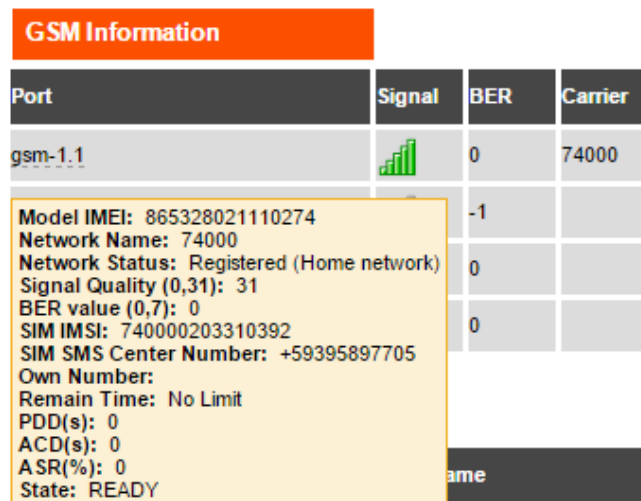 GSM Information
Port Signal BER Carrier
gsm-1.1 0 74000
-1
0
0
Model IMEI: 865328021110274
Network Name: 74000
Network Status: Registered (Home network)
Signal Quality (0,31): 31
BER value (0,7): 0
SIM IMSI: 740000203310392
SIM SMS Center Number: +59395897705
Own Number:
Remain Time: No Limit
PDD(s): 0
ACD(s): 0
ASR(%): 0
State: READY